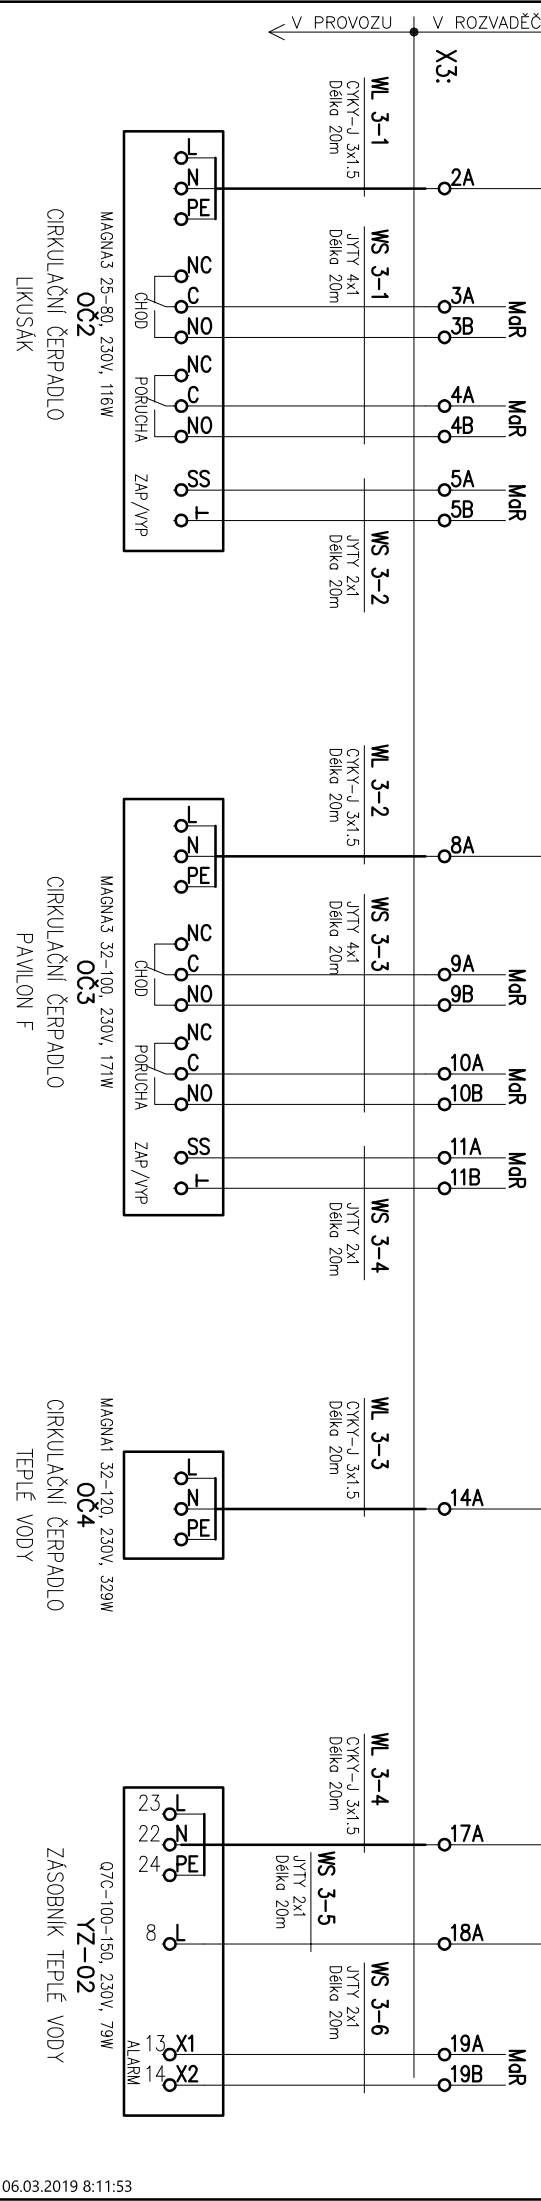 V PROVOZU
V ROZVADĚČ
X3:
WL 3-1
CYKY-J 3x1.5
Délka 20m
2A
L
N
PE
WS 3-1
JYTY 4x1
Délka 20m
NC
C
NO
CHOD
3A
3B
MaR
NC
C
NO
PORUCHA
4A
4B
MaR
SS
ZAP/VYP
5A
5B
MaR
WS 3-2
JYTY 2x1
Délka 20m
MAGNA3 25-80, 230V, 116W
OČ2
CIRKULAČNÍ ČERPADLO
LIKUSÁK
WL 3-2
CYKY-J 3x1.5
Délka 20m
8A
L
N
PE
WS 3-3
JYTY 4x1
Délka 20m
NC
C
NO
CHOD
9A
9B
MaR
NC
C
NO
PORUCHA
10A
10B
MaR
SS
ZAP/VYP
11A
11B
MaR
WS 3-4
JYTY 2x1
Délka 20m
MAGNA3 32-100, 230V, 171W
OČ3
CIRKULAČNÍ ČERPADLO
PAVILON F
WL 3-3
CYKY-J 3x1.5
Délka 20m
14A
L
N
PE
MAGNA1 32-120, 230V, 329W
OČ4
CIRKULAČNÍ ČERPADLO
TEPLÉ VODY
WL 3-4
CYKY-J 3x1.5
Délka 20m
17A
23 L
22 N
24 PE
WS 3-5
JYTY 2x1
Délka 20m
8 L
18A
WS 3-6
JYTY 2x1
Délka 20m
13 X1
14 X2
ALARM
19A
19B
MaR
Q7C-100-150, 230V, 79W
YZ-02
ZÁSOBNÍK TEPLÉ VODY
06.03.2019 8:11:53